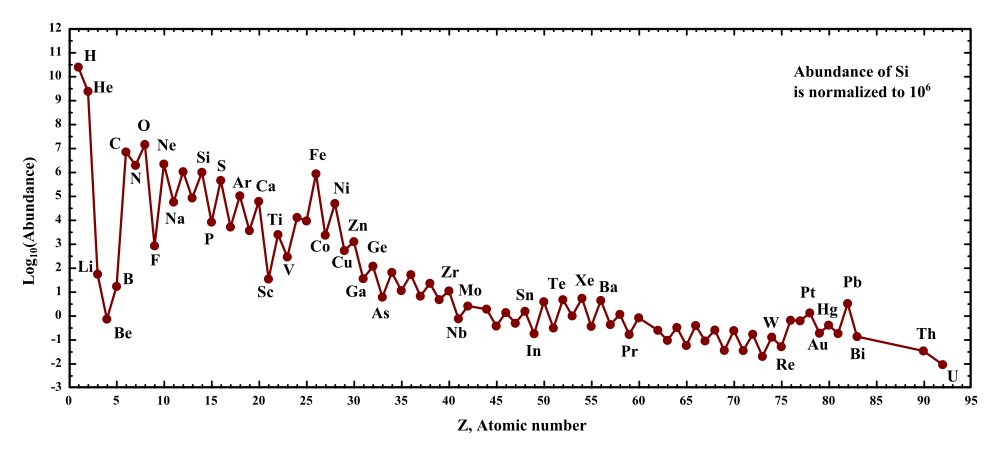 12
11
10
9
8
7
6
5
4
3
2
1
0
-1
-2
-3
Log10(Abundance)
H
He
Li
Be
B
C
N
O
F
Ne
Na
Si
P
S
Ar
Ca
Sc
Ti
V
Fe
Co
Ni
Cu
Zn
Ga
Ge
As
Zr
Nb
Mo
Sn
In
Te
Xe
Ba
Pr
W
Re
Pt
Au
Hg
Pb
Bi
Th
U
Abundance of Si
is normalized to 10⁶
0 5 10 15 20 25 30 35 40 45 50 55 60 65 70 75 80 85 90 95
Z, Atomic number